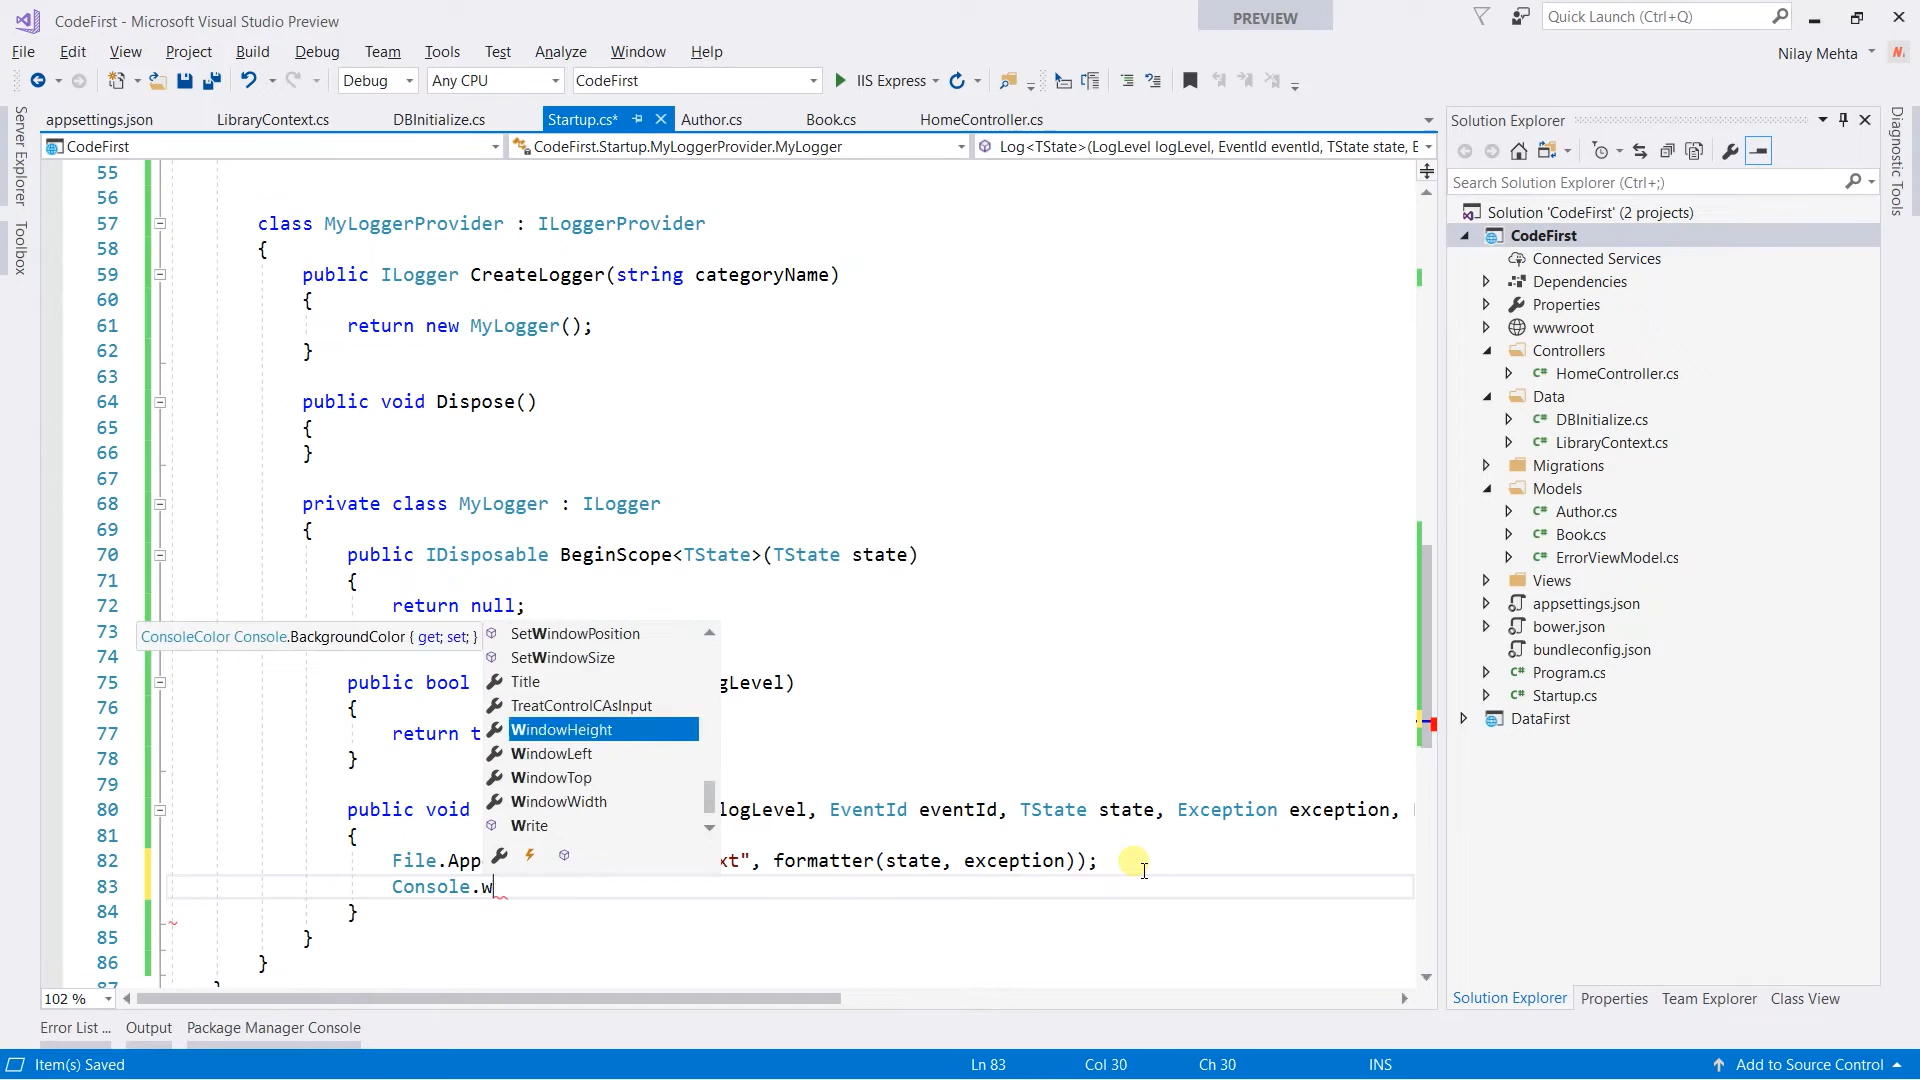 CodeFirst - Microsoft Visual Studio Preview
PREVIEW
Quick Launch (Ctrl+Q)
File Edit View Project Build Debug Team Tools Test Analyze Window Help
Nilay Mehta
Debug Any CPU CodeFirst IIS Express
Server Explorer
Toolbox
appsettings.json LibraryContext.cs DBInitialize.cs Startup.cs* Author.cs Book.cs HomeController.cs
CodeFirst CodeFirst.Startup.MyLoggerProvider.MyLogger Log<TState>(LogLevel logLevel, EventId eventId, TState state, E
55
56
57 class MyLoggerProvider : ILoggerProvider
58 {
59 public ILogger CreateLogger(string categoryName)
60 {
61 return new MyLogger();
62 }
63
64 public void Dispose()
65 {
66 }
67
68 private class MyLogger : ILogger
69 {
70 public IDisposable BeginScope<TState>(TState state)
71 {
72 return null;
73
74
75 public bool gLevel)
76 {
77 return t
78 }
79
80 public void logLevel, EventId eventId, TState state, Exception exception,
81 {
82 File.App xt", formatter(state, exception));
83 Console.w
84 }
85 }
86 }
87
ConsoleColor Console.BackgroundColor { get; set; }
SetWindowPosition
SetWindowSize
Title
TreatControlCAsInput
WindowHeight
WindowLeft
WindowTop
WindowWidth
Write
102 %
Error List ... Output Package Manager Console
Item(s) Saved Ln 83 Col 30 Ch 30 INS Add to Source Control
Solution Explorer
Search Solution Explorer (Ctrl+;)
Solution 'CodeFirst' (2 projects)
CodeFirst
Connected Services
Dependencies
Properties
wwwroot
Controllers
C# HomeController.cs
Data
C# DBInitialize.cs
C# LibraryContext.cs
Migrations
Models
C# Author.cs
C# Book.cs
C# ErrorViewModel.cs
Views
appsettings.json
bower.json
bundleconfig.json
C# Program.cs
C# Startup.cs
DataFirst
Solution Explorer Properties Team Explorer Class View
Diagnostic Tools